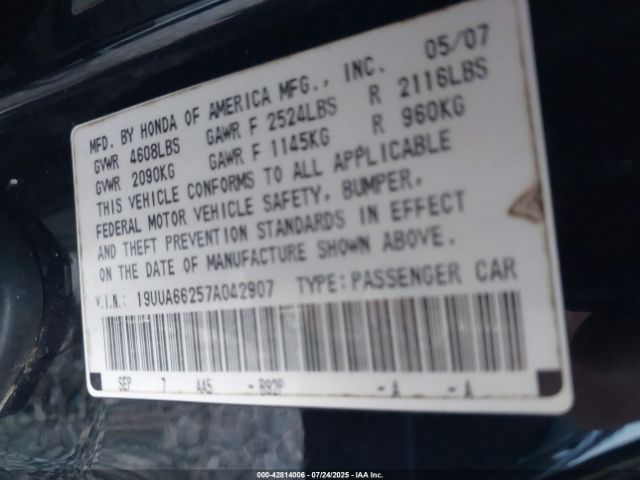 MFD. BY HONDA OF AMERICA MFG., INC. 05/07
GVWR 4608LBS GAWR F 2524LBS R 2116LBS
GVWR 2090KG GAWR F 1145KG R 960KG
THIS VEHICLE CONFORMS TO ALL APPLICABLE
FEDERAL MOTOR VEHICLE SAFETY, BUMPER,
AND THEFT PREVENTION STANDARDS IN EFFECT
ON THE DATE OF MANUFACTURE SHOWN ABOVE.
V.I.N.: 19UUA66257A042907 TYPE:PASSENGER CAR
SEP 7 AA5 - B92P - A - A
000-42814006 - 07/24/2025 - IAA Inc.